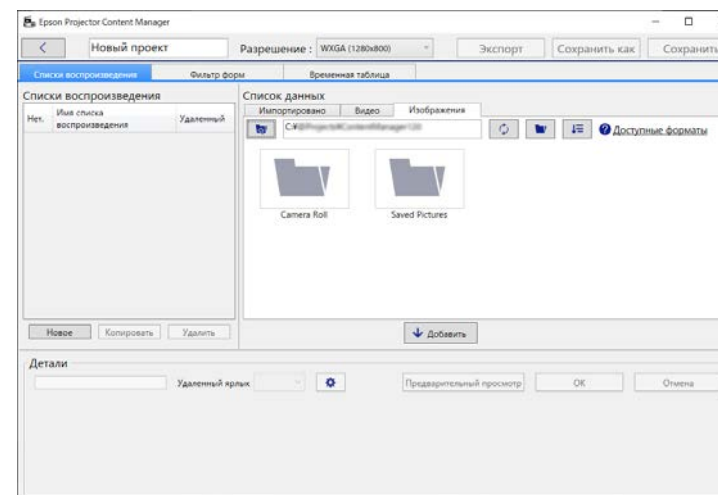 Epson Projector Content Manager
Новый проект
Разрешение : WXGA (1280x800)
Экспорт
Сохранить как
Сохранить
Списки воспроизведения
Фильтр форм
Временная таблица
Списки воспроизведения
Нет.
Имя списка
воспроизведения
Удаленный
Список данных
Импортировано
Видео
Изображения
Доступные форматы
Camera Roll
Saved Pictures
Новое
Копировать
Удалить
Добавить
Детали
Удаленный ярлык
Предварительный просмотр
OK
Отмена